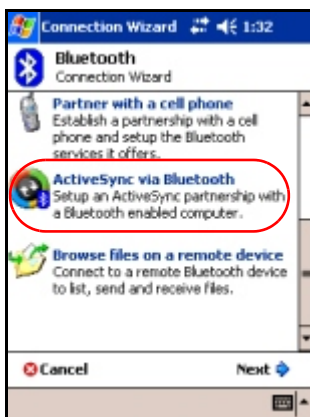 Connection Wizard 1:32
Bluetooth
Connection Wizard
Partner with a cell phone
Establish a partnership with a cell
phone and setup the Bluetooth
services it offers.
ActiveSync via Bluetooth
Setup an ActiveSync partnership with
a Bluetooth enabled computer.
Browse files on a remote device
Connect to a remote Bluetooth device
to list, send and receive files.
Cancel Next